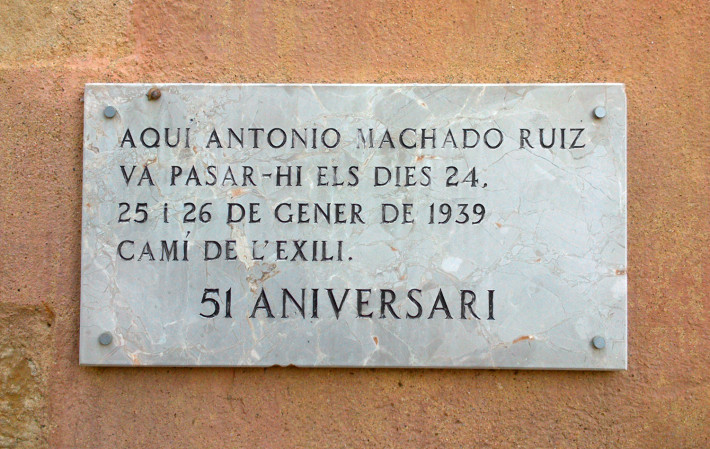 AQUI ANTONIO MACHADO RUIZ
VA PASAR-HI ELS DIES 24,
25 I 26 DE GENER DE 1939
CAMÍ DE L'EXILI.
51 ANIVERSARI